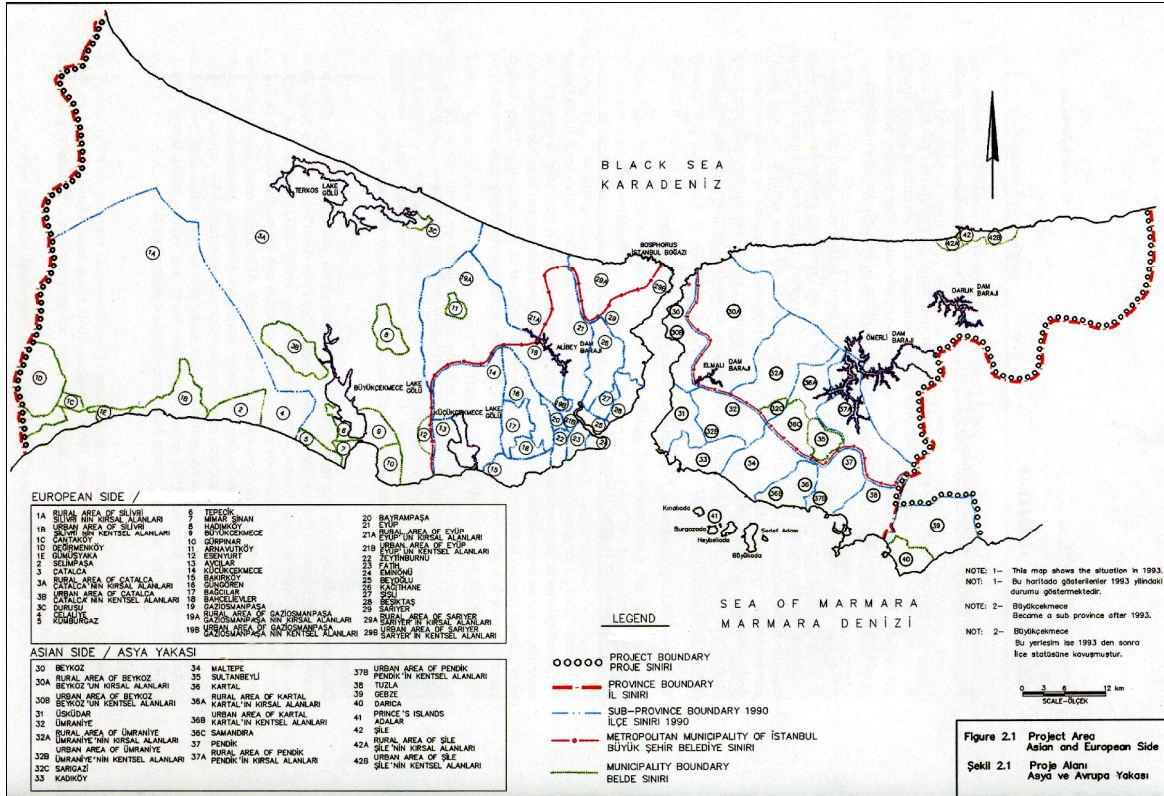 BLACK SEA
KARADENİZ
TERKOS LAKE
GÖLÜ
BOSPHORUS
İSTANBUL BOĞAZI
DARLIK DAM
BARAJI
ÖMERLİ DAM
BARAJI
ELMALI DAM
BARAJI
ALİBEY DAM
BARAJI
BÜYÜKÇEKMECE LAKE
GÖLÜ
KÜÇÜKÇEKMECE LAKE
GÖLÜ
Kınalıada
Burgazada
Heybeliada
Sedef Adası
Büyükada
SEA OF MARMARA
MARMARA DENİZİ
EUROPEAN SIDE /
1A RURAL AREA OF SİLİVRİ
SİLİVRİ NİN KIRSAL ALANLARI
1B URBAN AREA OF SİLİVRİ
SİLİVRİ NİN KENTSEL ALANLARI
1C CANTAKÖY
1D DEĞİRMENKÖY
1E GÜMÜŞYAKA
2 SELİMPAŞA
3 CATALCA
3A RURAL AREA OF CATALCA
CATALCA'NIN KIRSAL ALANLARI
3B URBAN AREA OF CATALCA
CATALCA'NIN KENTSEL ALANLARI
3C DURUSU
4 CELALİYE
5 KUMBURGAZ
6 TEPECİK
7 MİMAR SİNAN
8 HADIMKÖY
9 BÜYÜKÇEKMECE
10 GÜRPINAR
11 ARNAVUTKÖY
12 ESENYURT
13 AVCILAR
14 KÜCÜKCEKMECE
15 BAKIRKÖY
16 GÜNGÖREN
17 BAĞCILAR
18 BAHCELİEVLER
19 GAZİOSMANPAŞA
19A RURAL AREA OF GAZİOSMANPAŞA
GAZİOSMANPAŞA NIN KIRSAL ALANLARI
19B URBAN AREA OF GAZİOSMANPAŞA
GAZİOSMANPAŞA NIN KENTSEL ALANLARI
20 BAYRAMPAŞA
21 EYÜP
21A RURAL AREA OF EYÜP
EYÜP'ÜN KIRSAL ALANLARI
21B URBAN AREA OF EYÜP
EYÜP'ÜN KENTSEL ALANLARI
22 ZEYTİNBURNU
23 FATİH
24 EMİNÖNÜ
25 BEYOĞLU
26 KAĞITHANE
27 ŞİŞLİ
28 BEŞİKTAŞ
29 SARIYER
29A RURAL AREA OF SARIYER
SARIYER'İN KIRSAL ALANLARI
29B URBAN AREA OF SARIYER
SARIYER'İN KENTSEL ALANLARI
ASIAN SIDE / ASYA YAKASI
30 BEYKOZ
30A RURAL AREA OF BEYKOZ
BEYKOZ'UN KIRSAL ALANLARI
30B URBAN AREA OF BEYKOZ
BEYKOZ'UN KENTSEL ALANLARI
31 ÜSKÜDAR
32 ÜMRANİYE
32A RURAL AREA OF ÜMRANİYE
ÜMRANİYE'NİN KIRSAL ALANLARI
32B URBAN AREA OF ÜMRANİYE
ÜMRANİYE'NİN KENTSEL ALANLARI
32C SARIGAZİ
33 KADIKÖY
34 MALTEPE
35 SULTANBEYLİ
36 KARTAL
36A RURAL AREA OF KARTAL
KARTAL'IN KIRSAL ALANLARI
36B URBAN AREA OF KARTAL
KARTAL'IN KENTSEL ALANLARI
36C SAMANDIRA
37 PENDİK
37A RURAL AREA OF PENDİK
PENDİK'İN KIRSAL ALANLARI
37B URBAN AREA OF PENDİK
PENDİK'İN KENTSEL ALANLARI
38 TUZLA
39 GEBZE
40 DARICA
41 PRINCE'S ISLANDS
ADALAR
42 ŞİLE
42A RURAL AREA OF ŞİLE
ŞİLE'NİN KIRSAL ALANLARI
42B URBAN AREA OF ŞİLE
ŞİLE'NİN KENTSEL ALANLARI
LEGEND
PROJECT BOUNDARY
PROJE SINIRI
PROVINCE BOUNDARY
İL SINIRI
SUB-PROVINCE BOUNDARY 1990
İLÇE SINIRI 1990
METROPOLITAN MUNICIPALITY OF İSTANBUL
BÜYÜK ŞEHİR BELEDİYE SINIRI
MUNICIPALITY BOUNDARY
BELDE SINIRI
NOTE: 1- This map shows the situation in 1993.
NOT: 1- Bu haritada gösterilenler 1993 yılındaki
durumu göstermektedir.
NOTE: 2- Büyükcekmece
Became a sub province after 1993.
NOT: 2- Büyükcekmece
Bu yerleşim ise 1993 den sonra
İlce statüsüne kavuşmuştur.
0 3 6 12 km
SCALE-ÖLÇEK
Figure 2.1 Project Area
Asian and European Side
Şekil 2.1 Proje Alanı
Asya ve Avrupa Yakası